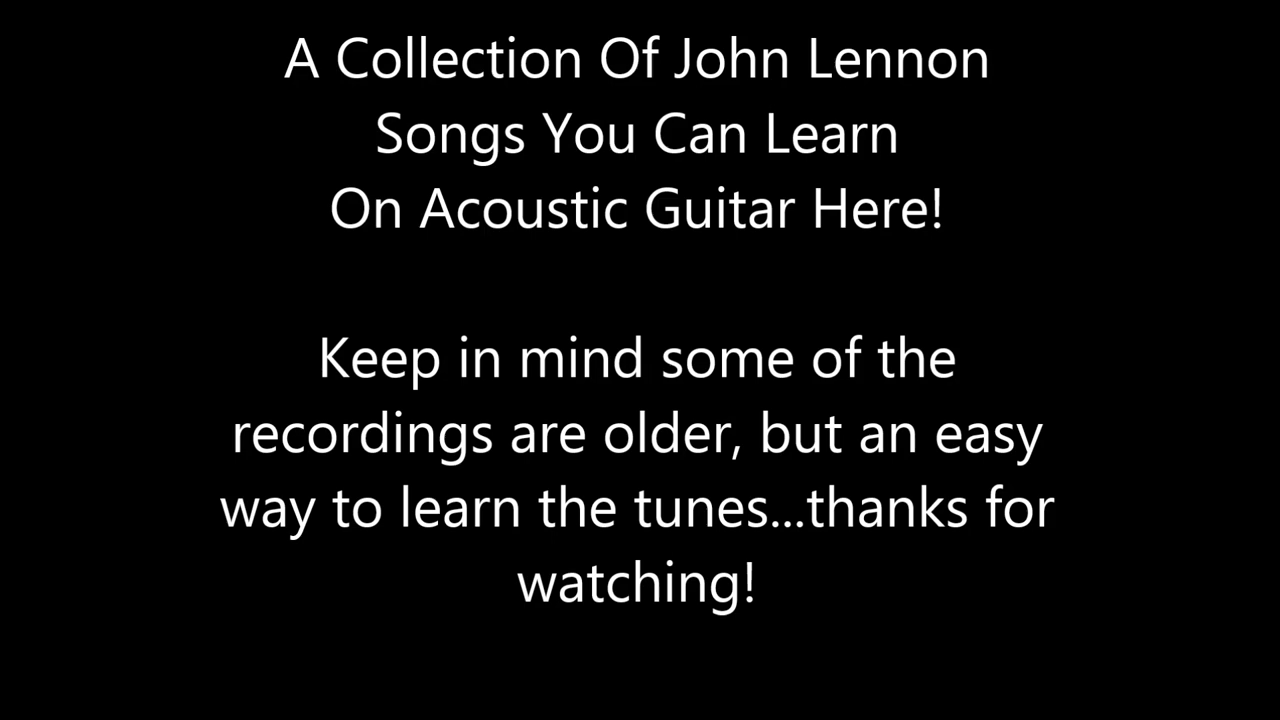 A Collection Of John Lennon
Songs You Can Learn
On Acoustic Guitar Here!
Keep in mind some of the
recordings are older, but an easy
way to learn the tunes...thanks for
watching!